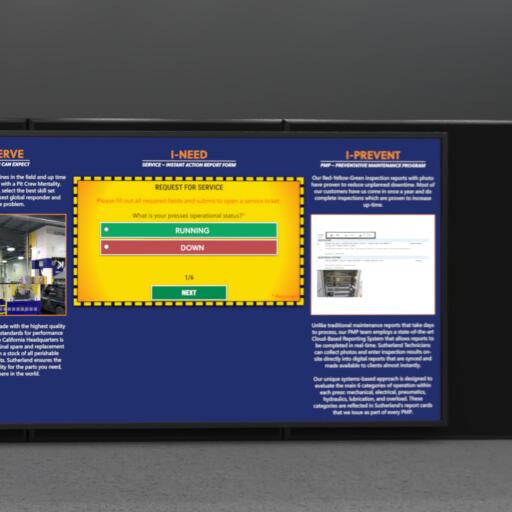 ERVE
CAN EXPECT
ines in the field and up time
with a Pit Crew Mentality.
select the best skill set
est global responder and
problem.
ade with the highest quality
standards for performance
California Headquarters is
inal spare and replacement
a stock of all perishable
ts. Sutherland ensures the
lity for the parts you need,
here in the world.
I-NEED
SERVICE – INSTANT ACTION REPORT FORM
REQUEST FOR SERVICE
Please fill out all required fields and submit to open a service ticket
What is your presses operational status?*
RUNNING
DOWN
1/6
NEXT
* Required
I-PREVENT
PMP – PREVENTATIVE MAINTENANCE PROGRAM
Our Red-Yellow-Green inspection reports with photo
have proven to reduce unplanned downtime. Most of
our customers have us come in once a year and do
complete inspections which are proven to increase
up-time.
Unlike traditional maintenance reports that take days
to process, our PMP team employs a state-of-the-art
Cloud-Based Reporting System that allows reports to
be completed in real-time. Sutherland Technicians
can collect photos and enter inspection results on-
site directly into digital reports that are synced and
made available to clients almost instantly.
Our unique systems-based approach is designed to
evaluate the main 6 categories of operation within
each press: mechanical, electrical, pneumatics,
hydraulics, lubrication, and overload. These
categories are reflected in Sutherland's report cards
that we issue as part of every PMP.